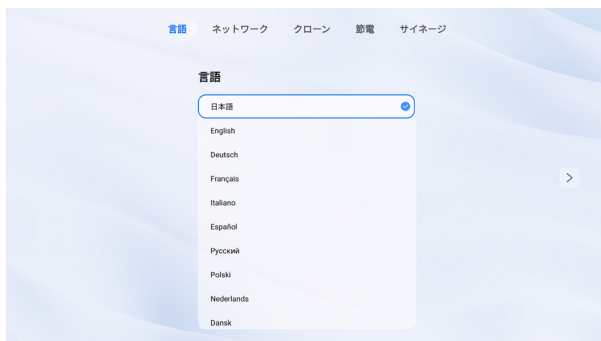 言語 ネットワーク クローン 節電 サイネージ
言語
日本語
English
Deutsch
Français
Italiano
Español
Русский
Polski
Nederlands
Dansk